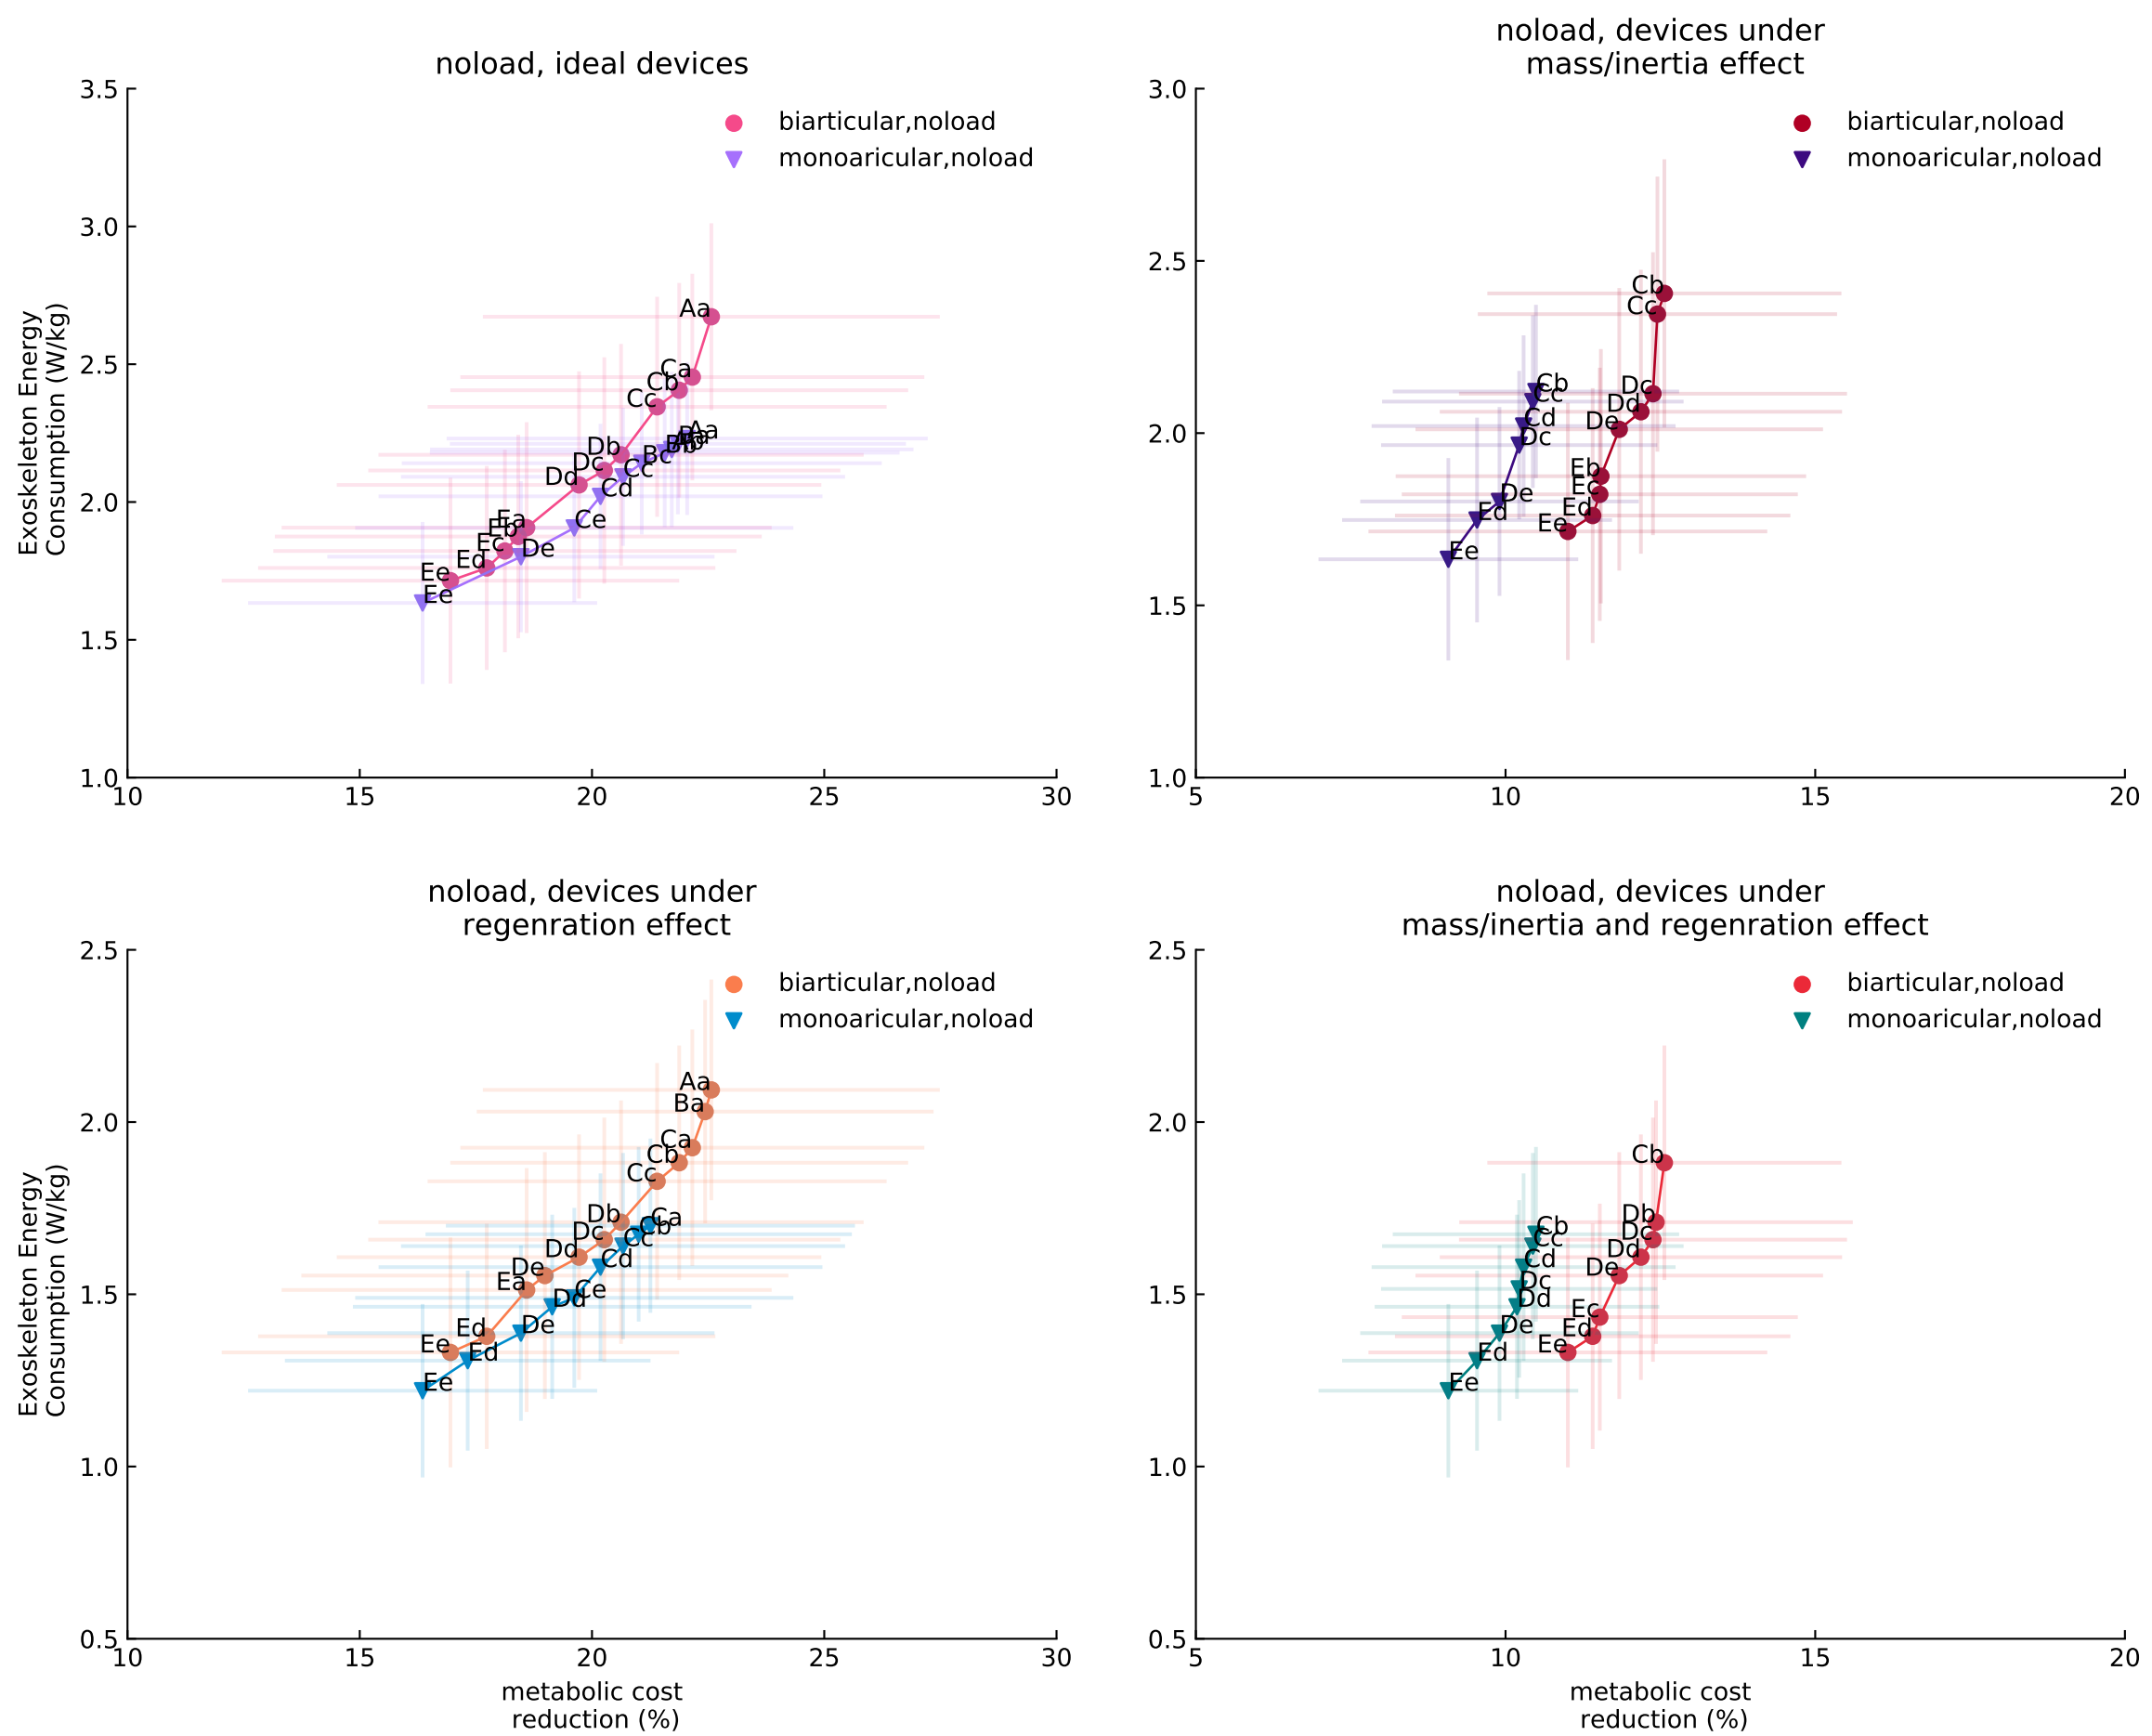 noload, ideal devices
3.5
3.0
2.5
2.0
1.5
1.0
10
15
20
25
30
Exoskeleton Energy
Consumption (W/kg)
biarticular,noload
monoaricular,noload
Aa
Ca
Cb
Cc
Db
Dc
Dd
Ea
Eb
Ec
Ed
Ee
Aa
Ba
Bb
Bc
Cc
Cd
Ce
De
Ee
noload, devices under
mass/inertia effect
3.0
2.5
2.0
1.5
1.0
5
10
15
20
biarticular,noload
monoaricular,noload
Cb
Cc
Dc
Dd
De
Eb
Ec
Ed
Ee
Cb
Cc
Cd
Dc
De
Ed
Ee
noload, devices under
regenration effect
2.5
2.0
1.5
1.0
0.5
10
15
20
25
30
Exoskeleton Energy
Consumption (W/kg)
metabolic cost
reduction (%)
biarticular,noload
monoaricular,noload
Aa
Ba
Ca
Cb
Cc
Db
Dc
Dd
De
Ea
Ed
Ee
Ca
Cb
Cc
Cd
Ce
Dd
De
Ed
Ee
noload, devices under
mass/inertia and regenration effect
2.5
2.0
1.5
1.0
0.5
5
10
15
20
metabolic cost
reduction (%)
biarticular,noload
monoaricular,noload
Cb
Db
Dc
Dd
De
Ec
Ed
Ee
Cb
Cc
Cd
Dc
Dd
De
Ed
Ee